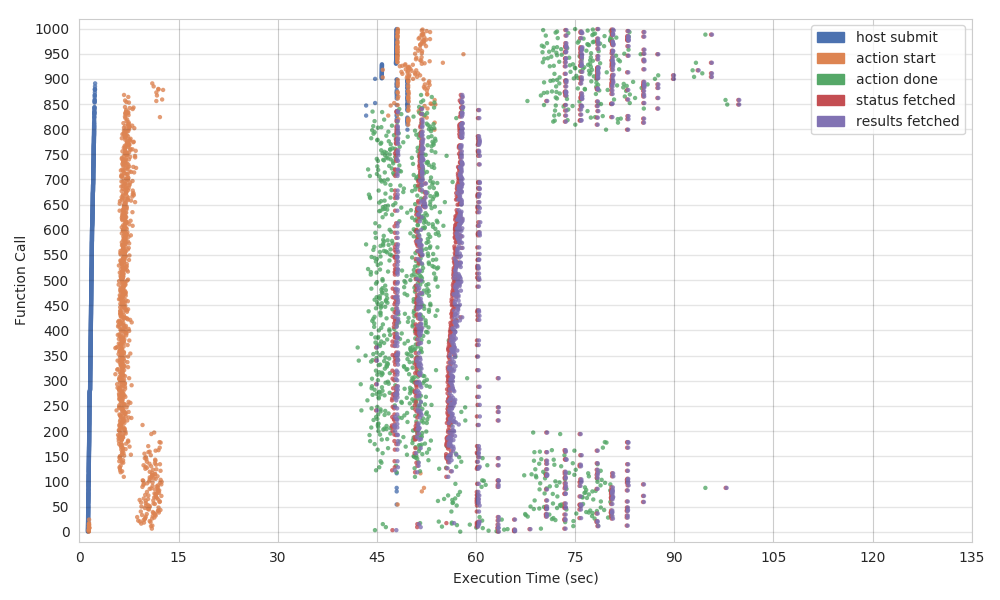 1000
950
900
850
800
750
700
650
600
550
500
450
400
350
300
250
200
150
100
50
0
Function Call
host submit
action start
action done
status fetched
results fetched
0 15 30 45 60 75 90 105 120 135
Execution Time (sec)